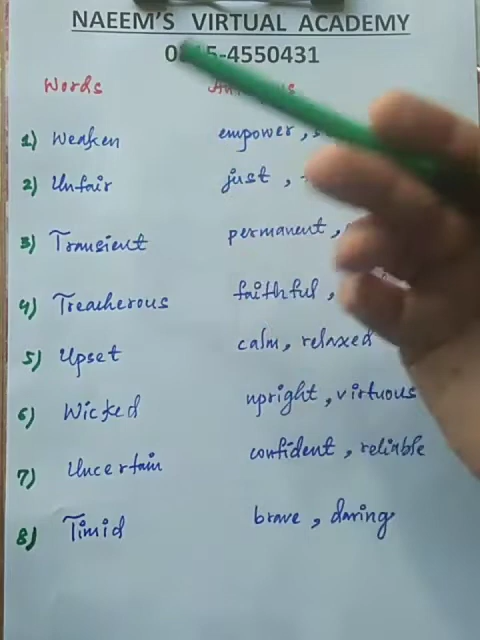 NAEEM'S VIRTUAL ACADEMY
-4550431
Words
1) Weaken empower,
2) Unfair just,
3) Transient permanent,
4) Treacherous faithful,
5) Upset calm, relaxed
6) Wicked upright, virtuous
7) Uncertain confident, reliable
8) Timid brave, daring